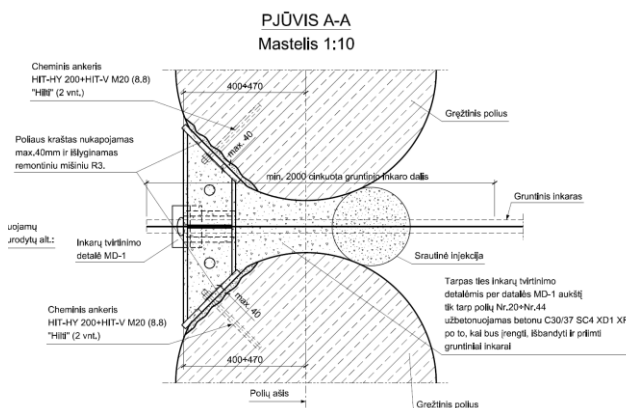 PJŪVIS A-A
Mastelis 1:10
Cheminis ankeris
HIT-HY 200+HIT-V M20 (8.8)
"Hilti" (2 vnt.)
400÷470
max. 40
Gręžtinis polius
Poliaus kraštas nukapojamas
max.40mm ir išlyginamas
remontiniu mišiniu R3.
min. 2000 cinkuota gruntinio inkaro dalis
Gruntinis inkaras
uojamų
urodytų alt.:
Inkarų tvirtinimo
detalė MD-1
Srautinė injekcija
Tarpas ties inkarų tvirtinimo
detalėmis per datalės MD-1 aukštį
tik tarp polių Nr.20÷Nr.44
užbetonuojamas betonu C30/37 SC4 XD1 XF
po to, kai bus įrengti, išbandyti ir priimti
gruntiniai inkarai
Cheminis ankeris
HIT-HY 200+HIT-V M20 (8.8)
"Hilti" (2 vnt.)
max. 40
400÷470
Polių ašis
Gręžtinis polius